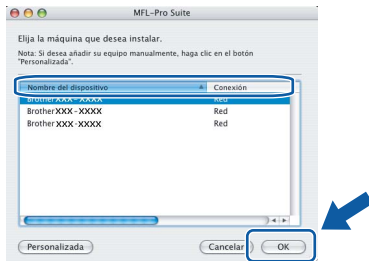 MFL-Pro Suite
Elija la máquina que desea instalar.
Nota: Si desea añadir su equipo manualmente, haga clic en el botón
"Personalizada".
Nombre del dispositivo Conexión
Brother XXX-XXXX Red
Brother XXX-XXXX Red
Brother XXX-XXXX Red
Personalizada Cancelar OK